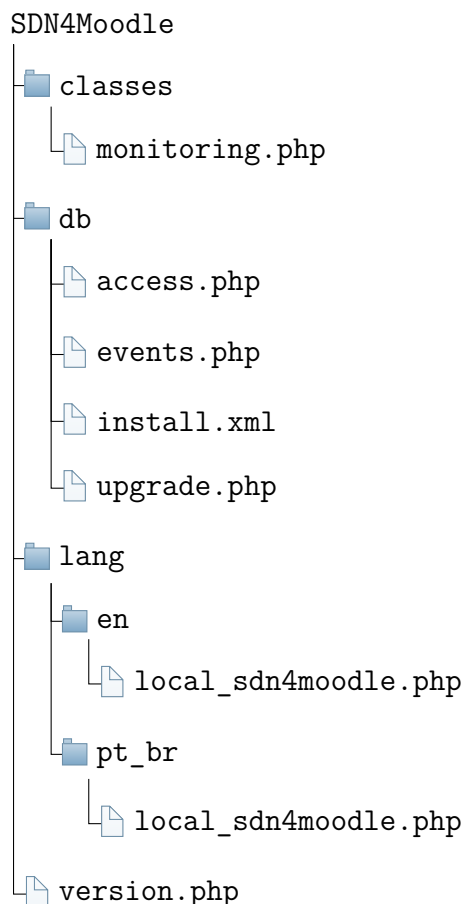 SDN4Moodle
classes
monitoring.php
db
access.php
events.php
install.xml
upgrade.php
lang
en
local_sdn4moodle.php
pt_br
local_sdn4moodle.php
version.php